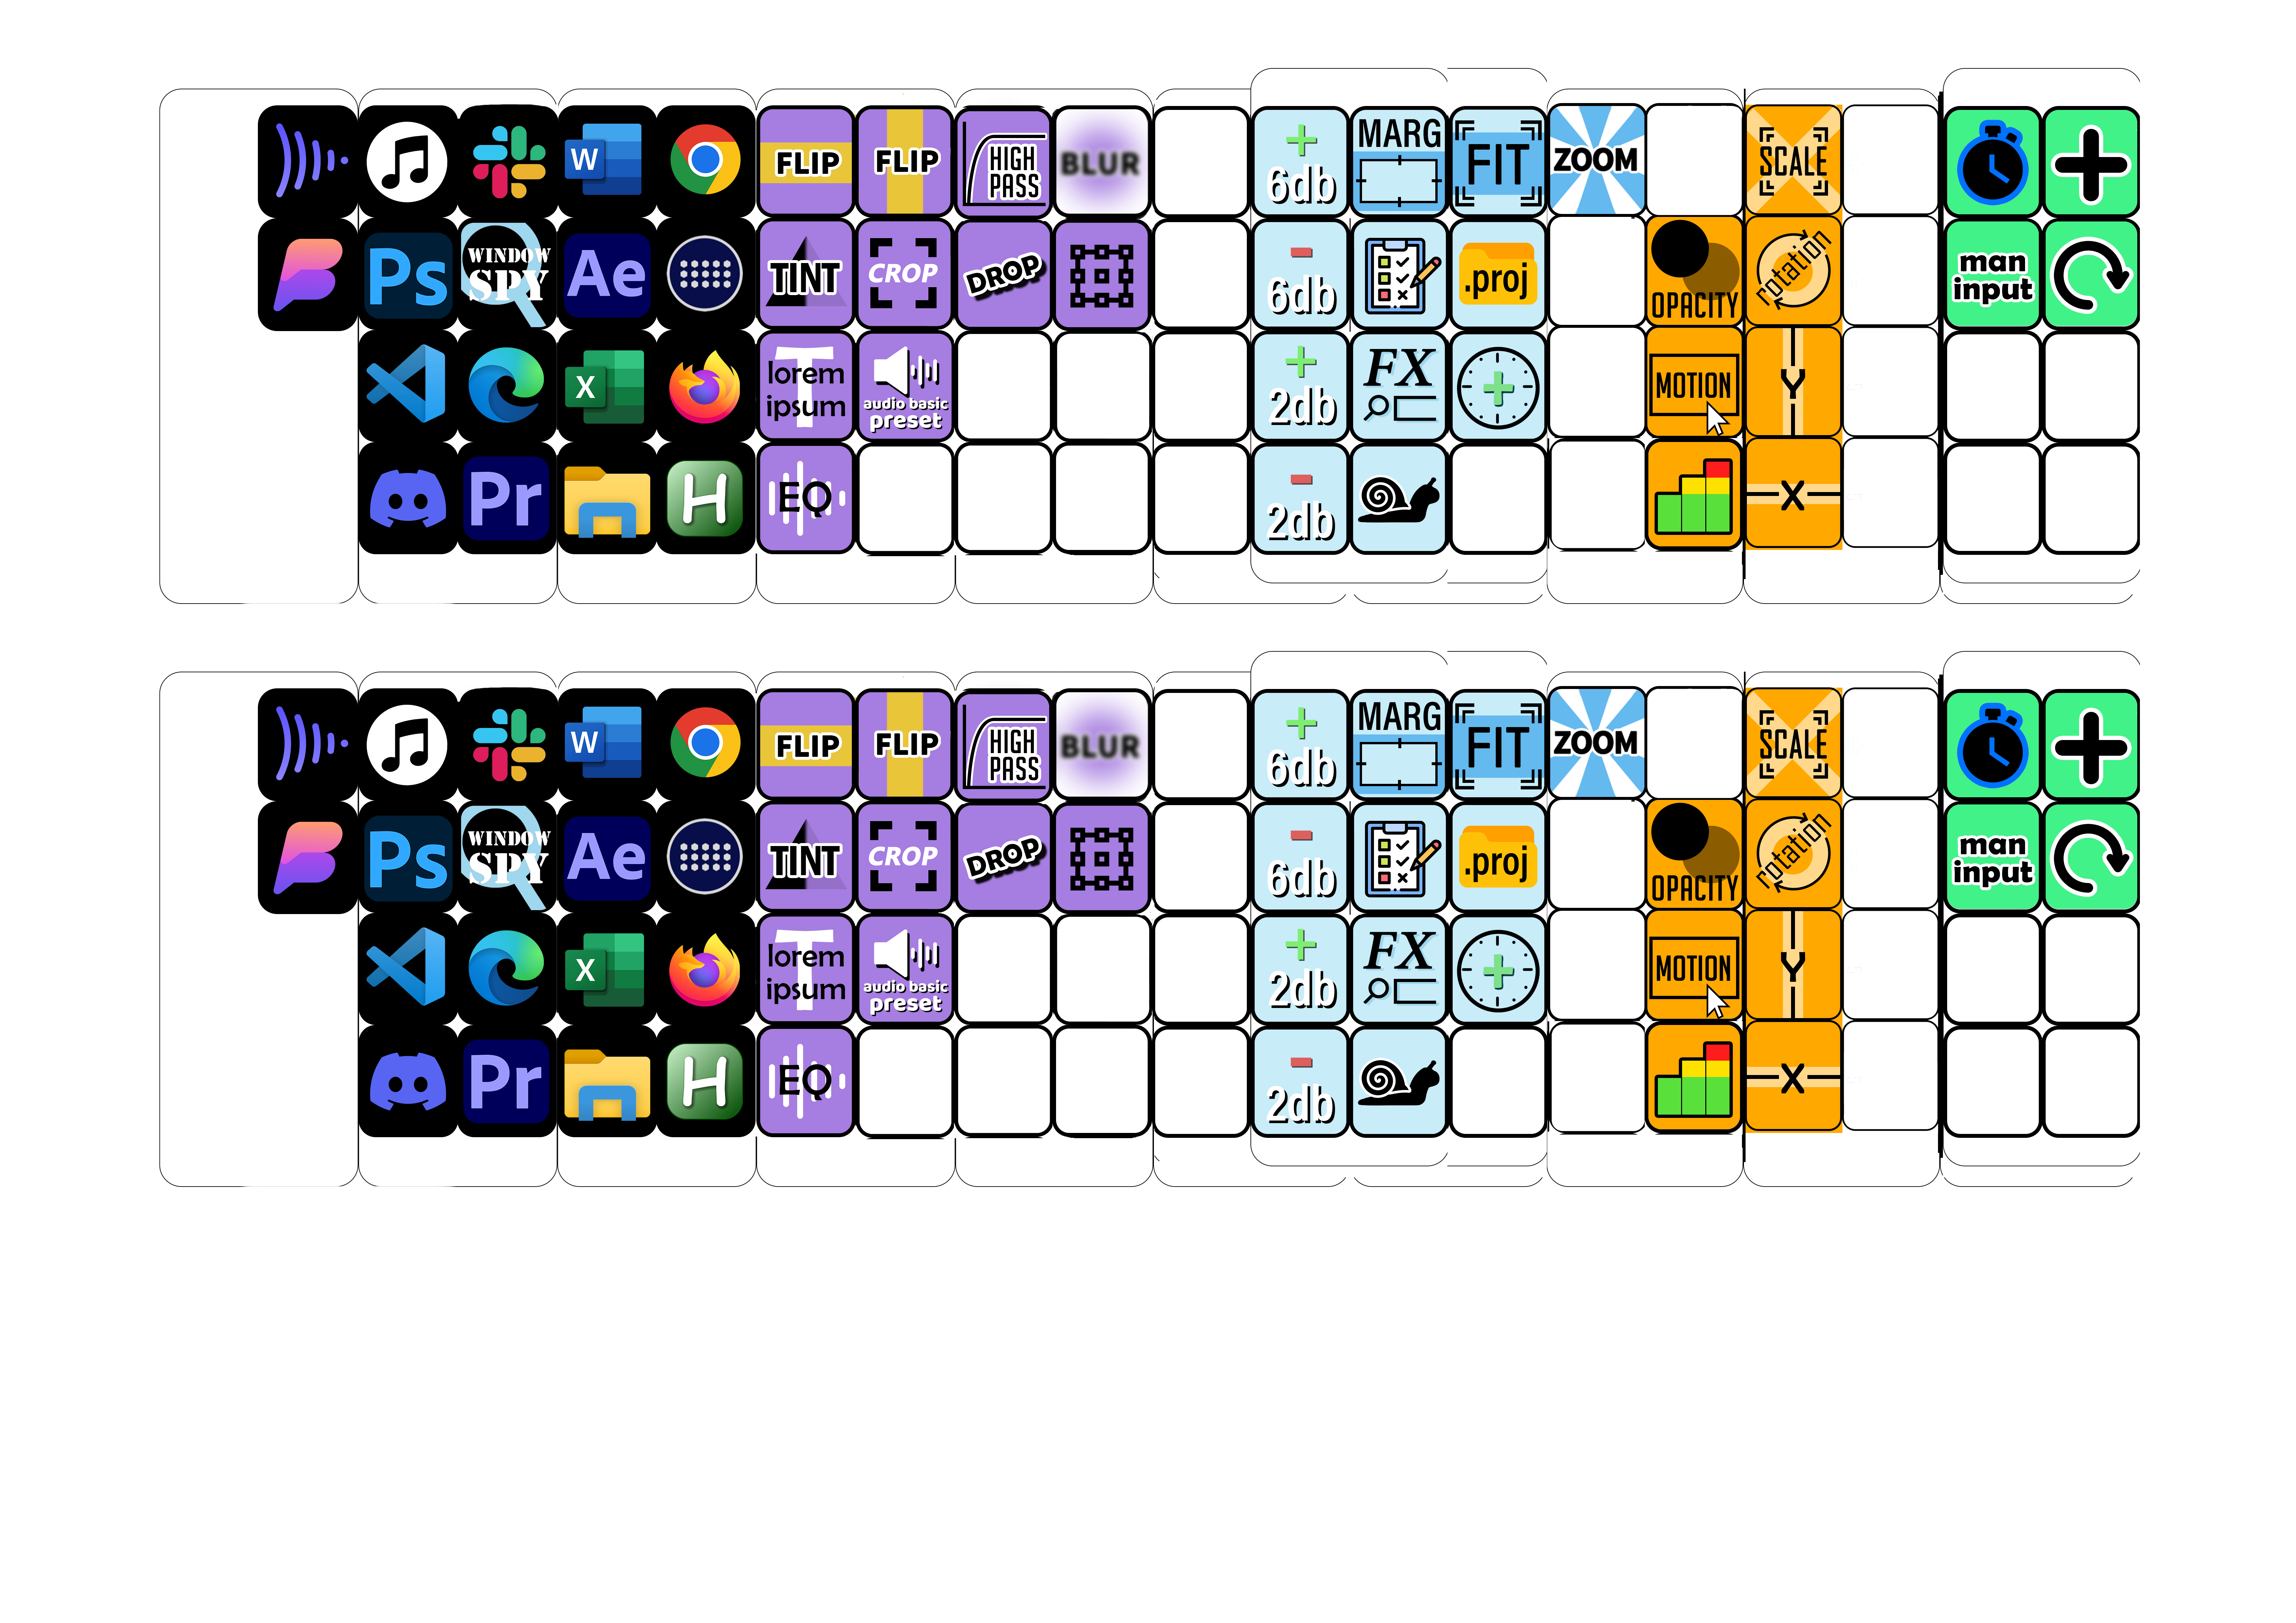 W
FLIP
FLIP
HIGH
PASS
BLUR
+
6db
MARG
FIT
ZOOM
SCALE
+
Ps
WINDOW
SPY
Ae
TINT
CROP
DROP
-
6db
.proj
OPACITY
rotation
man
input
X
lorem
ipsum
T
audio basic
preset
+
2db
FX
+
MOTION
Y
Pr
H
EQ
-
2db
X
W
FLIP
FLIP
HIGH
PASS
BLUR
+
6db
MARG
FIT
ZOOM
SCALE
+
Ps
WINDOW
SPY
Ae
TINT
CROP
DROP
-
6db
.proj
OPACITY
rotation
man
input
X
lorem
ipsum
T
audio basic
preset
+
2db
FX
+
MOTION
Y
Pr
H
EQ
-
2db
X